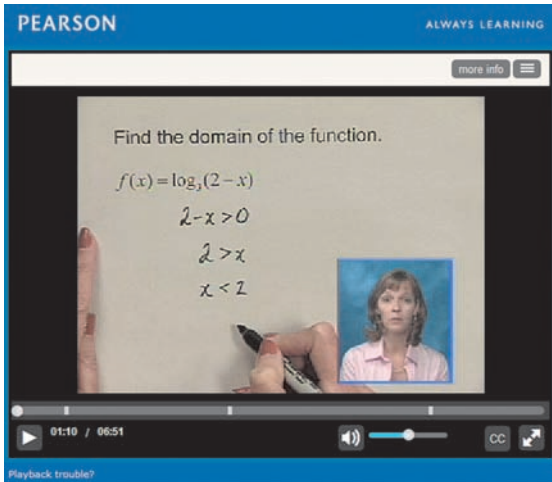 PEARSON
ALWAYS LEARNING
more info
Find the domain of the function.
f(x)=log₃(2−x)
2-x>0
2>x
x<2
01:10 / 06:51
CC
Playback trouble?